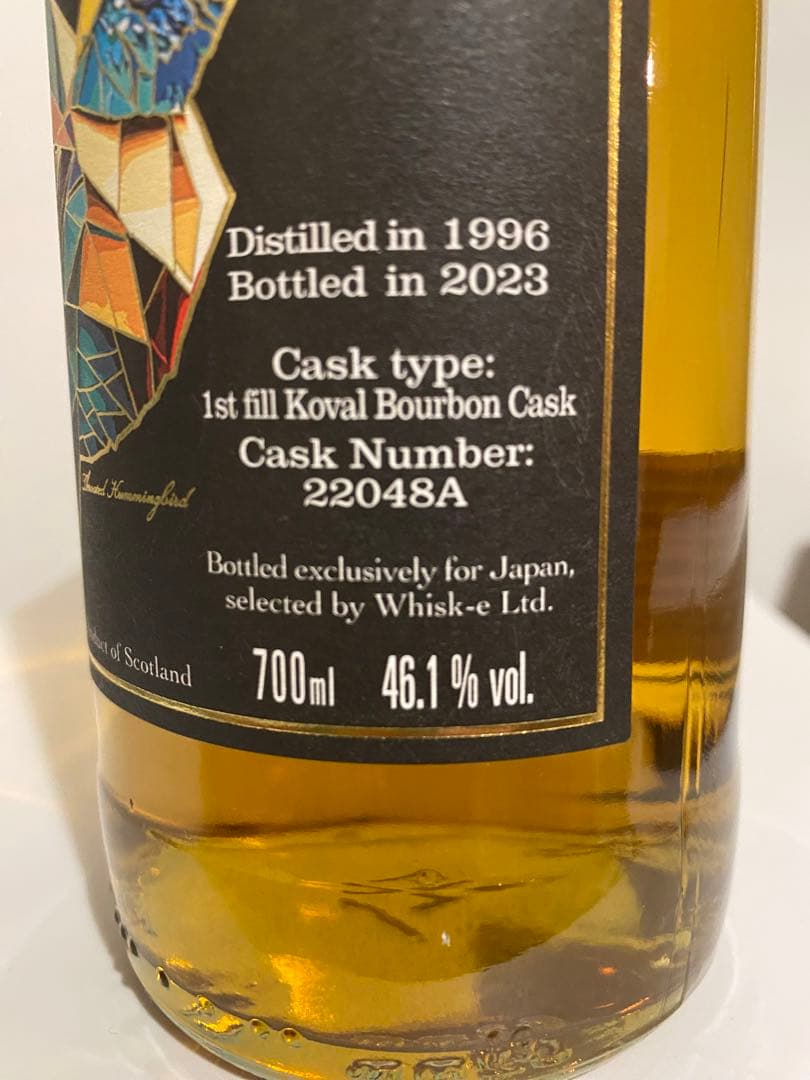 Distilled in 1996
Bottled in 2023
Cask type:
1st fill Koval Bourbon Cask
Cask Number:
22048A
Hummingbird
Bottled exclusively for Japan,
selected by Whisk-e Ltd.
of Scotland
700ml 46.1% vol.